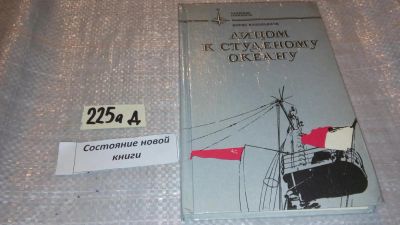 ЛИЦОМ
К СТУДЕНОМУ
ОКЕАНУ
225а Д
Состояние новой
книги